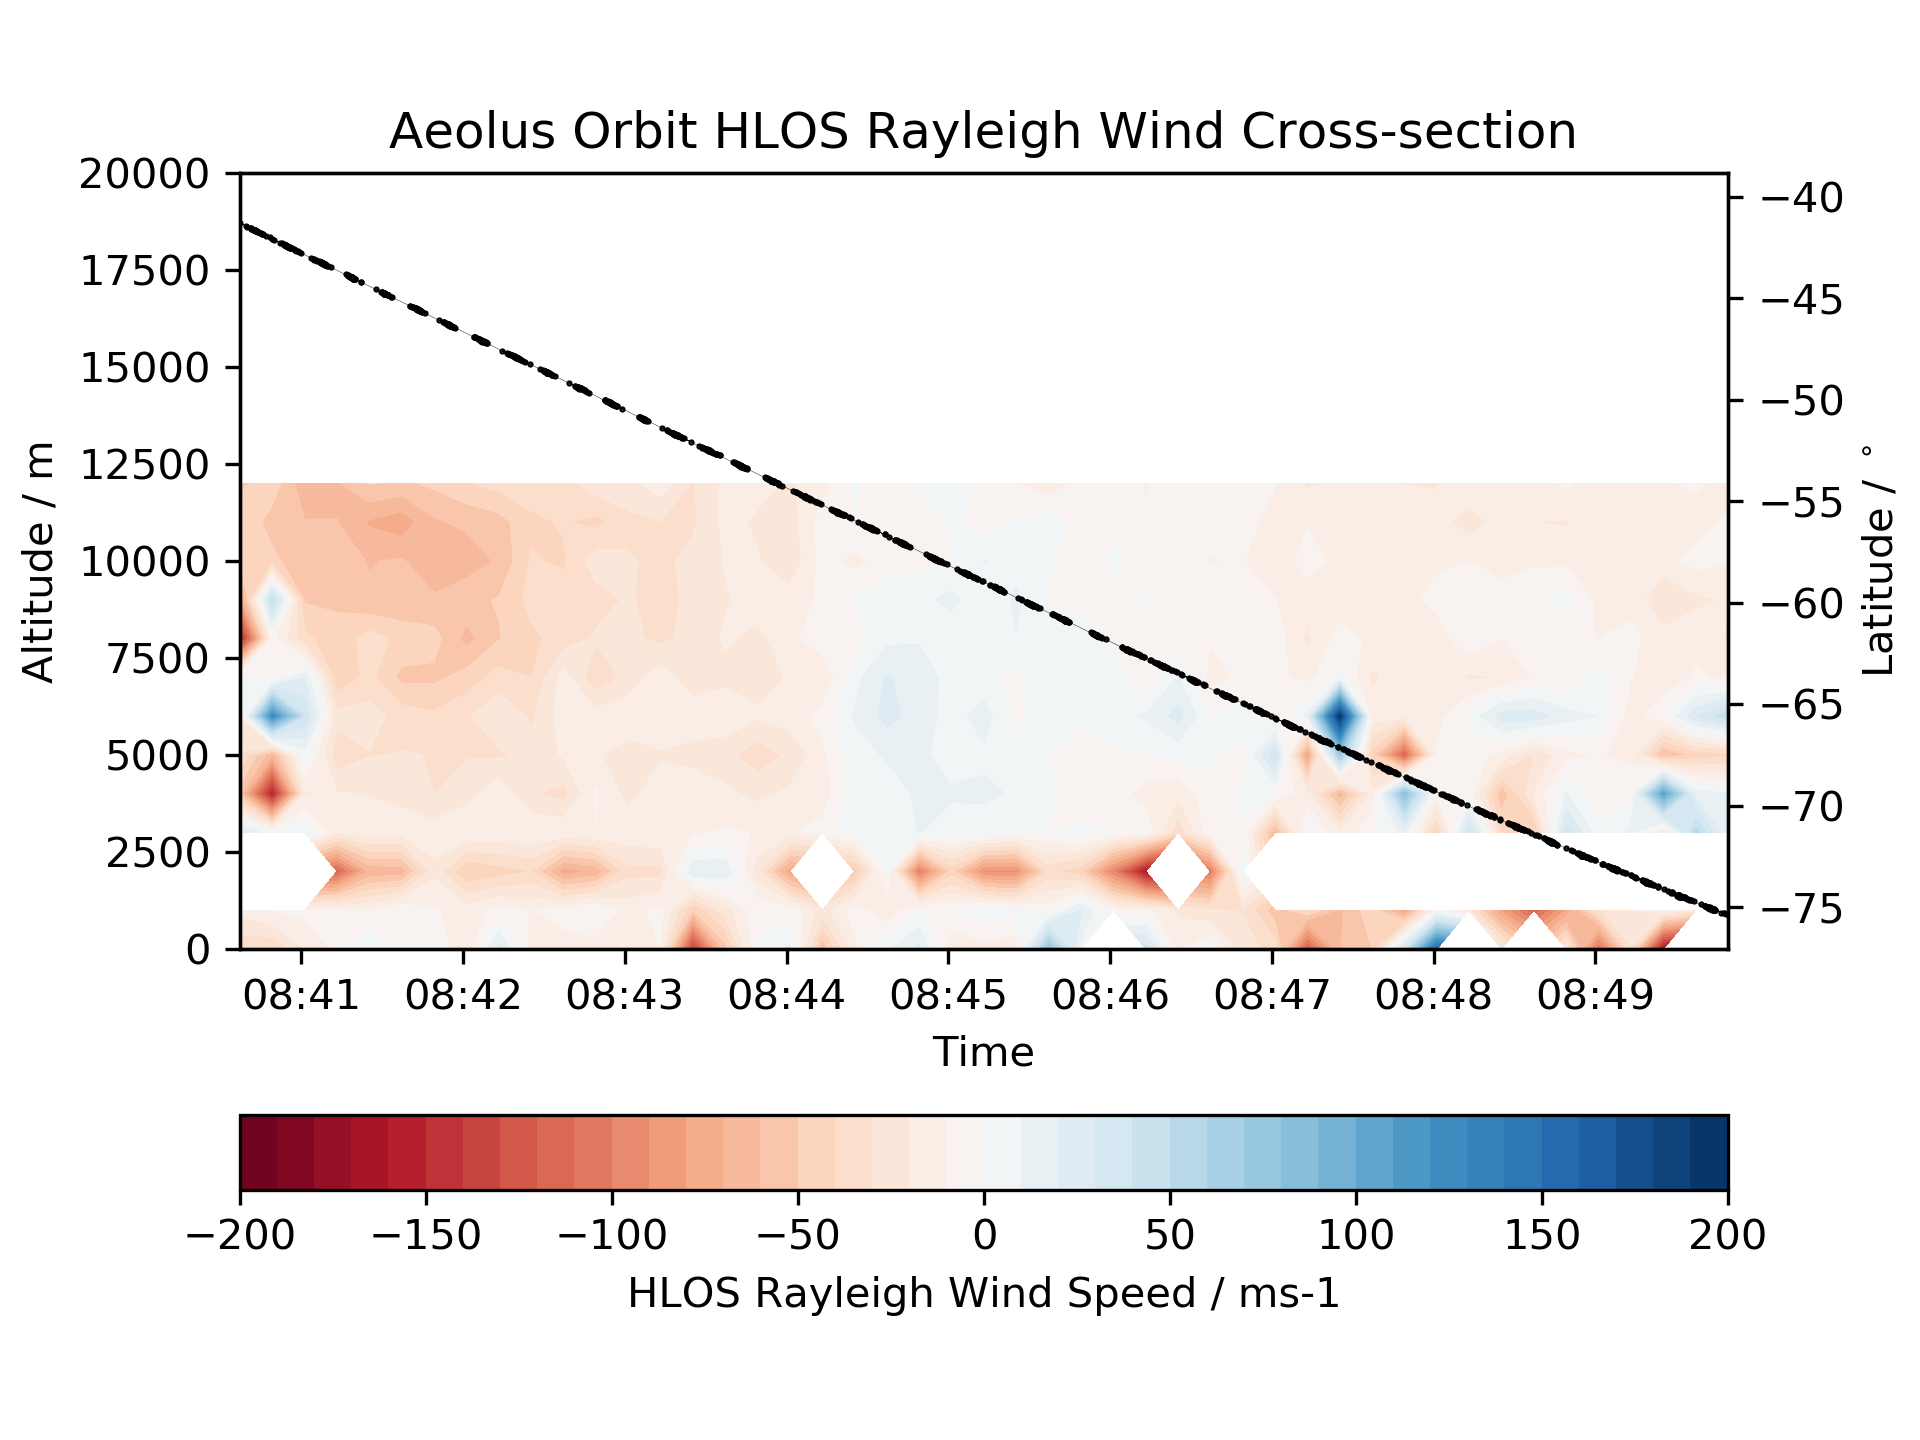 Aeolus Orbit HLOS Rayleigh Wind Cross-section
20000
17500
15000
12500
10000
7500
5000
2500
0
Altitude / m
−40
−45
−50
−55
−60
−65
−70
−75
Latitude / °
08:41 08:42 08:43 08:44 08:45 08:46 08:47 08:48 08:49
Time
−200 −150 −100 −50 0 50 100 150 200
HLOS Rayleigh Wind Speed / ms-1